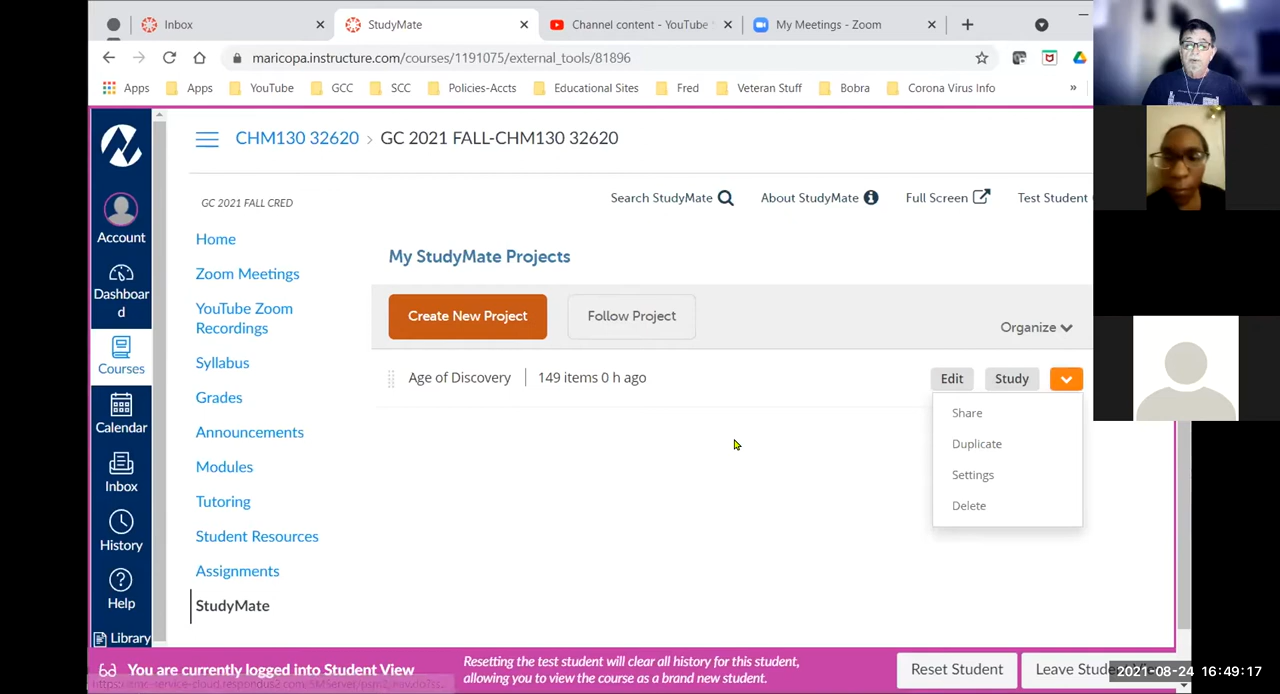 Inbox
StudyMate
Channel content - YouTube
My Meetings - Zoom
maricopa.instructure.com/courses/1191075/external_tools/81896
Apps
Apps
YouTube
GCC
SCC
Policies-Accts
Educational Sites
Fred
Veteran Stuff
Bobra
Corona Virus Info
»
CHM130 32620 › GC 2021 FALL-CHM130 32620
Account
Dashboar
d
Courses
Calendar
Inbox
History
Help
Library
GC 2021 FALL CRED
Home
Zoom Meetings
YouTube Zoom
Recordings
Syllabus
Grades
Announcements
Modules
Tutoring
Student Resources
Assignments
StudyMate
Search StudyMate
About StudyMate
Full Screen
Test Student
My StudyMate Projects
Create New Project
Follow Project
Organize
Age of Discovery
149 items 0 h ago
Edit
Study
Share
Duplicate
Settings
Delete
You are currently logged into Student View
Resetting the test student will clear all history for this student,
allowing you to view the course as a brand new student.
Reset Student
Leave Stude
2021-08-24 16:49:17